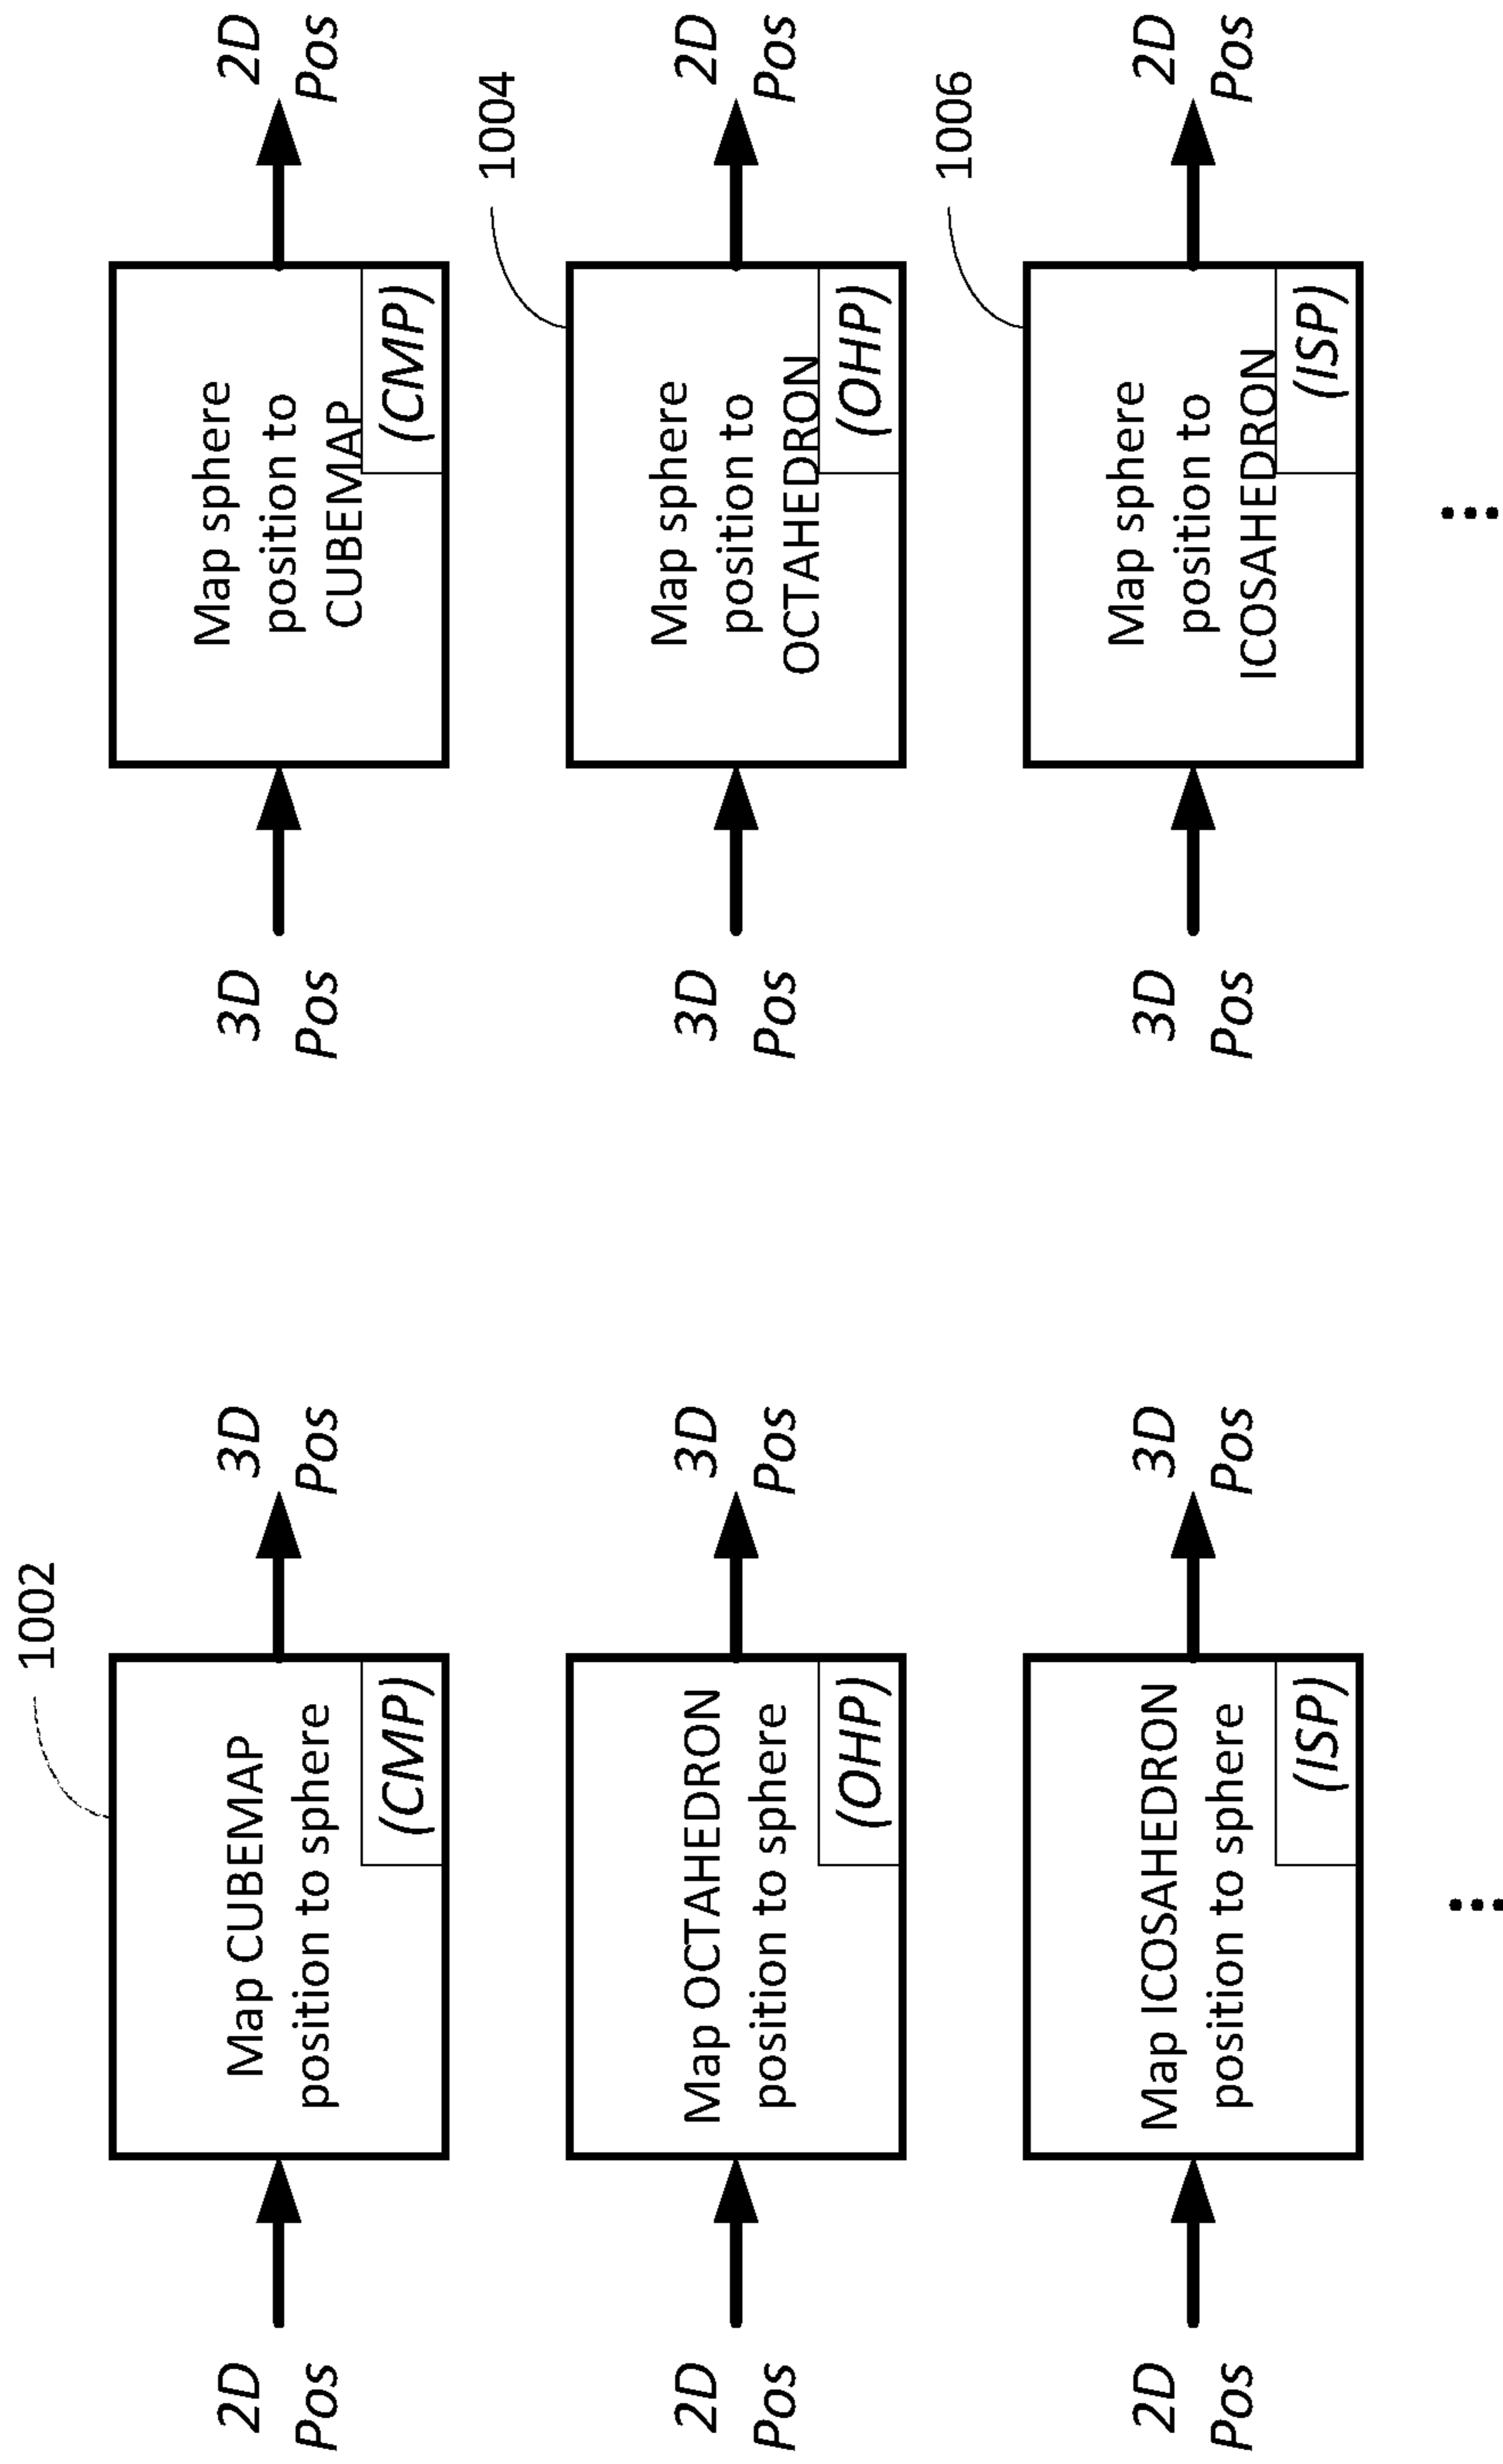 1002
2D
Pos
Map CUBEMAP
position to sphere
(CMP)
3D
Pos
3D
Pos
Map sphere
position to
CUBEMAP
(CMP)
2D
Pos
2D
Pos
Map OCTAHEDRON
position to sphere
(OHP)
3D
Pos
1004
3D
Pos
Map sphere
position to
OCTAHEDRON
(OHP)
2D
Pos
2D
Pos
Map ICOSAHEDRON
position to sphere
(ISP)
3D
Pos
1006
3D
Pos
Map sphere
position to
ICOSAHEDRON
(ISP)
2D
Pos